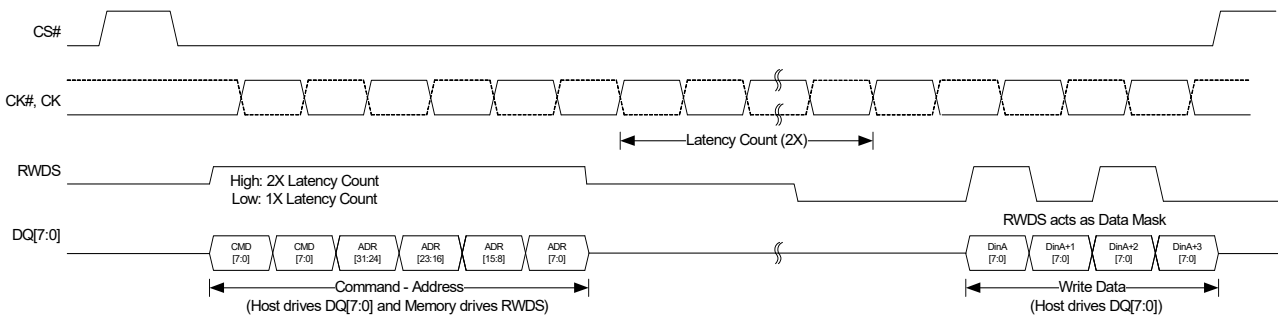 CS#
CK#, CK
Latency Count (2X)
RWDS
High: 2X Latency Count
Low: 1X Latency Count
RWDS acts as Data Mask
DQ[7:0]
CMD [7:0]
CMD [7:0]
ADR [31:24]
ADR [23:16]
ADR [15:8]
ADR [7:0]
DinA [7:0]
DinA+1 [7:0]
DinA+2 [7:0]
DinA+3 [7:0]
Command - Address
(Host drives DQ[7:0] and Memory drives RWDS)
Write Data
(Host drives DQ[7:0])